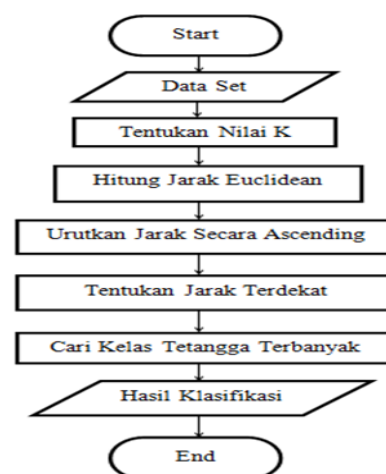 Start
Data Set
Tentukan Nilai K
Hitung Jarak Euclidean
Urutkan Jarak Secara Ascending
Tentukan Jarak Terdekat
Cari Kelas Tetangga Terbanyak
Hasil Klasifikasi
End